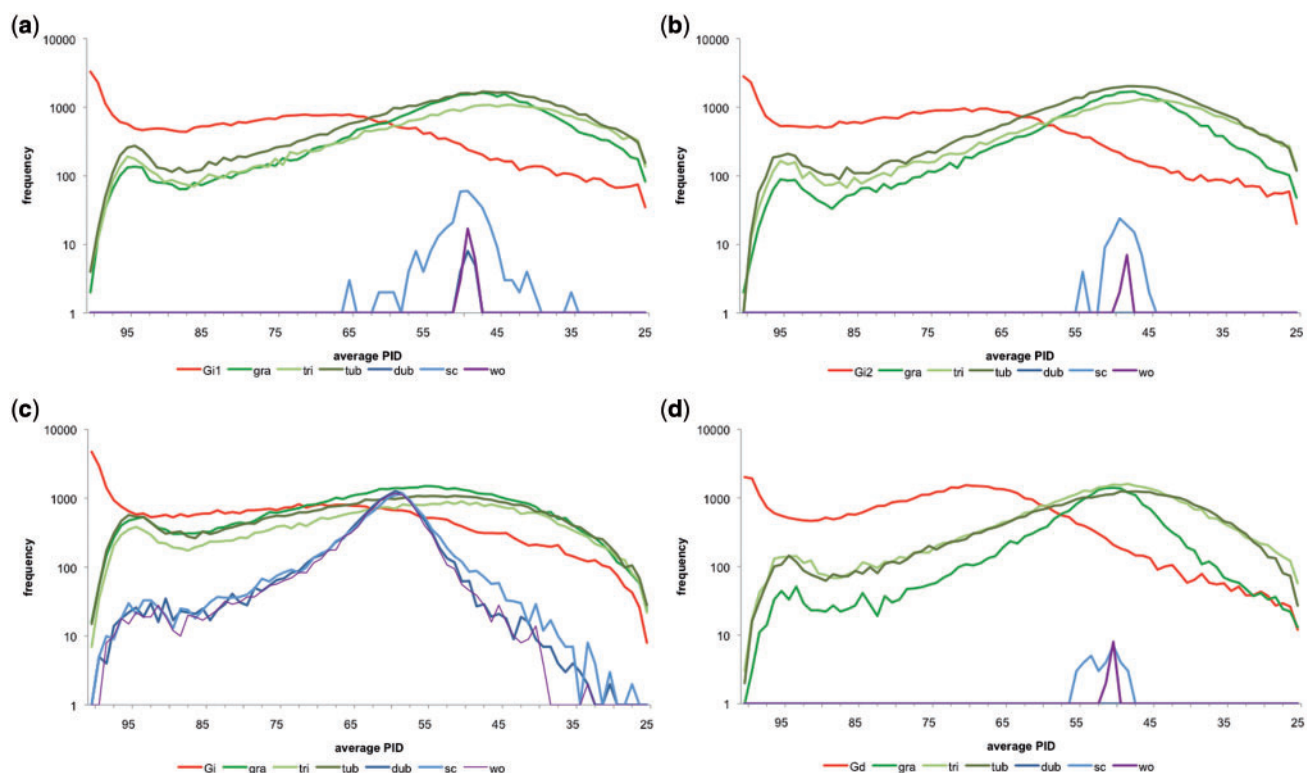 (a)
10000
1000
100
10
1
frequency
95 85 75 65 55 45 35 25
average PID
Gi1 gra tri tub dub sc wo
(b)
10000
1000
100
10
1
frequency
95 85 75 65 55 45 35 25
average PID
Gi2 gra tri tub dub sc wo
(c)
10000
1000
100
10
1
frequency
95 85 75 65 55 45 35 25
average PID
Gi gra tri tub dub sc wo
(d)
10000
1000
100
10
1
frequency
95 85 75 65 55 45 35 25
average PID
Gd gra tri tub dub sc wo